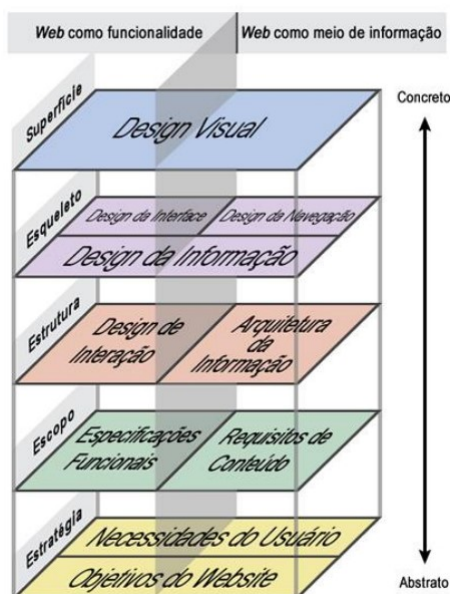 Web como funcionalidade
Web como meio de informação
Superfície
Design Visual
Concreto
Esqueleto
Design da Interface
Design da Navegação
Design da Informação
Estrutura
Design de
Interação
Arquitetura
da
Informação
Escopo
Especificações
Funcionais
Requisitos de
Conteúdo
Estratégia
Necessidades do Usuário
Objetivos do Website
Abstrato